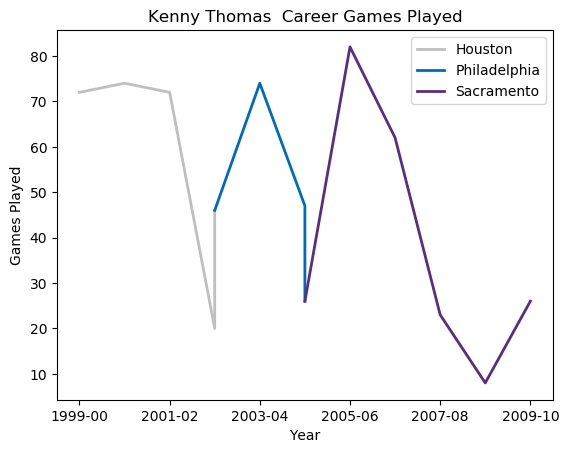 Kenny Thomas  Career Games Played
Houston
Philadelphia
Sacramento
Games Played
80
70
60
50
40
30
20
10
1999-00 2001-02 2003-04 2005-06 2007-08 2009-10
Year